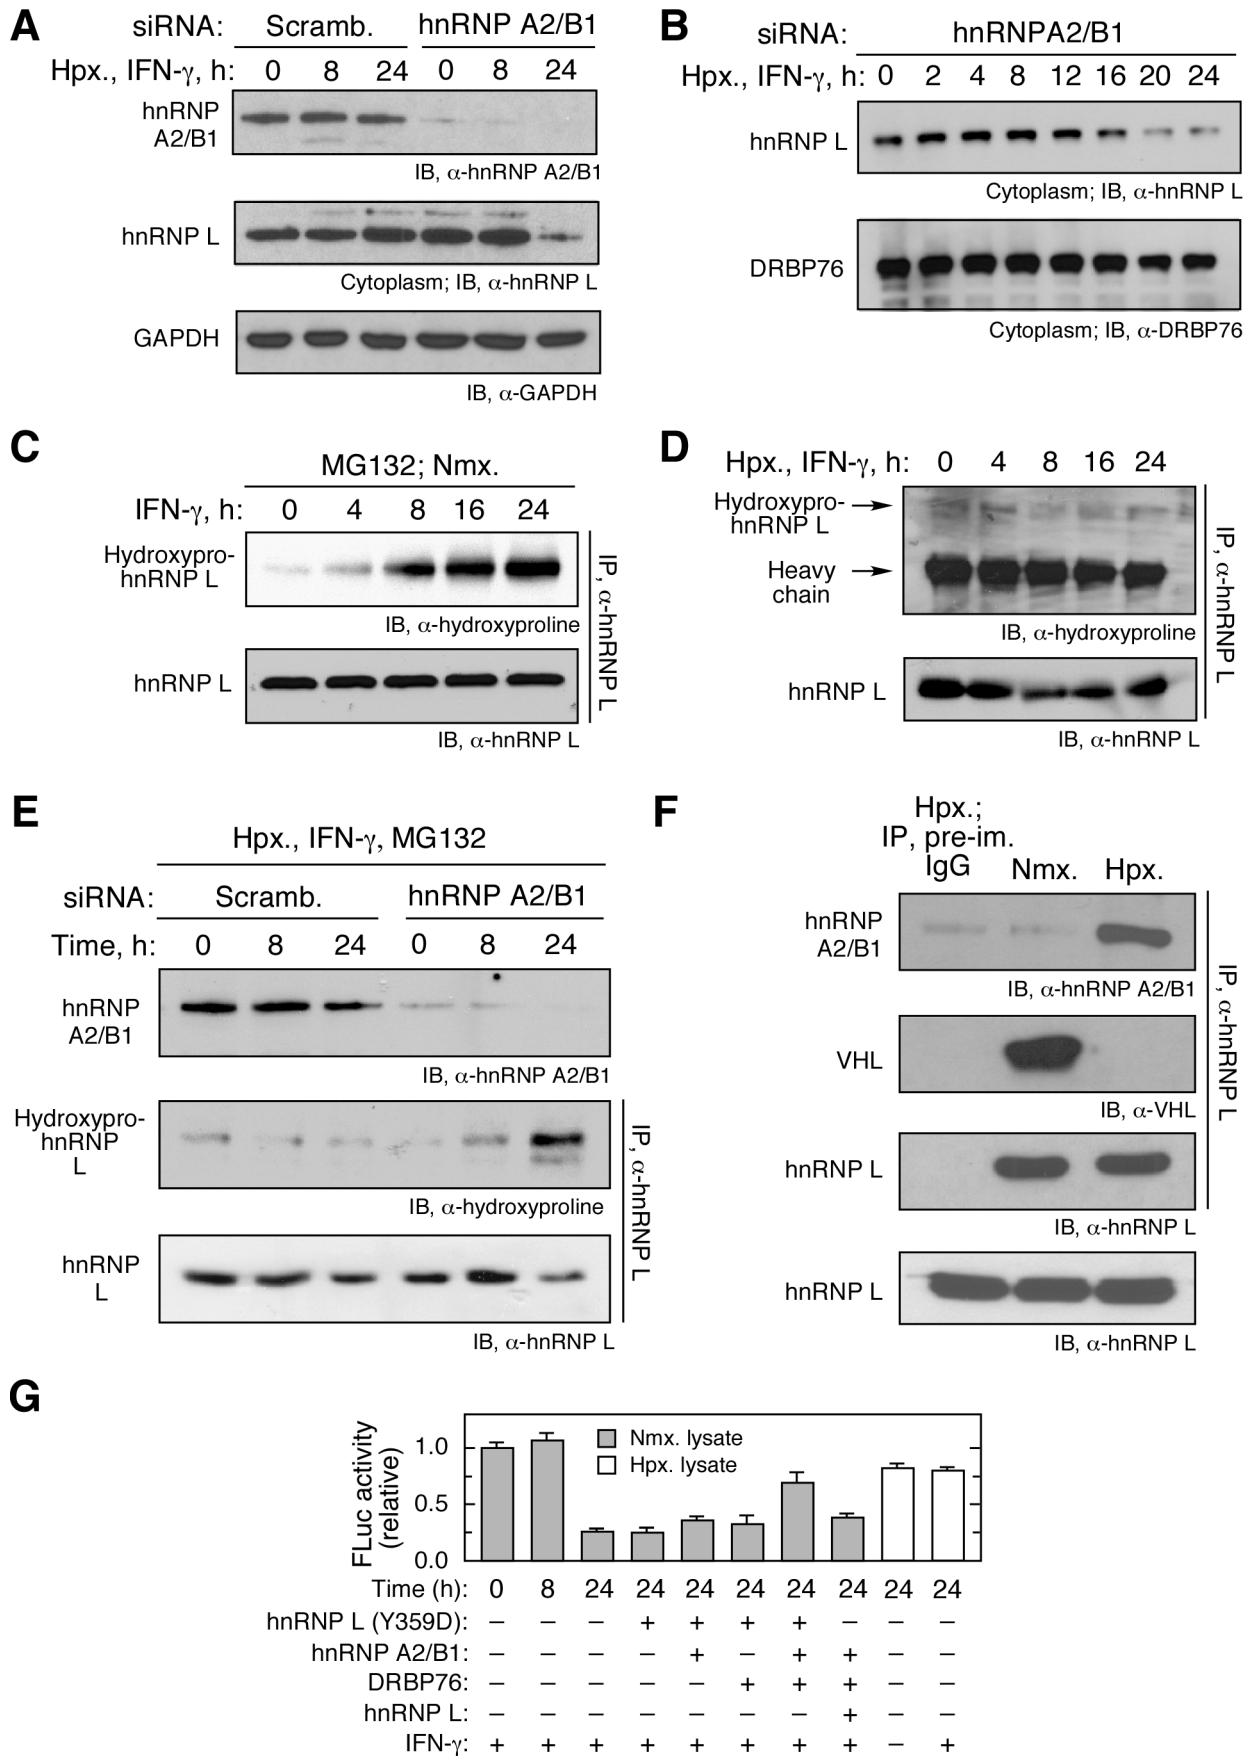 A
siRNA: Scramb. hnRNP A2/B1
Hpx., IFN-γ, h: 0 8 24 0 8 24
hnRNP
A2/B1
IB, α-hnRNP A2/B1
hnRNP L
Cytoplasm; IB, α-hnRNP L
GAPDH
IB, α-GAPDH
B
siRNA: hnRNPA2/B1
Hpx., IFN-γ, h: 0 2 4 8 12 16 20 24
hnRNP L
Cytoplasm; IB, α-hnRNP L
DRBP76
Cytoplasm; IB, α-DRBP76
C
MG132; Nmx.
IFN-γ, h: 0 4 8 16 24
Hydroxypro-
hnRNP L
IB, α-hydroxyproline
hnRNP L
IB, α-hnRNP L
IP, α-hnRNP L
D
Hpx., IFN-γ, h: 0 4 8 16 24
Hydroxypro-
hnRNP L
Heavy
chain
IB, α-hydroxyproline
hnRNP L
IB, α-hnRNP L
IP, α-hnRNP L
E
Hpx., IFN-γ, MG132
siRNA: Scramb. hnRNP A2/B1
Time, h: 0 8 24 0 8 24
hnRNP
A2/B1
IB, α-hnRNP A2/B1
Hydroxypro-
hnRNP
L
IB, α-hydroxyproline
hnRNP
L
IB, α-hnRNP L
IP, α-hnRNP L
F
Hpx.;
IP, pre-im.
IgG Nmx. Hpx.
hnRNP
A2/B1
IB, α-hnRNP A2/B1
VHL
IB, α-VHL
hnRNP L
IB, α-hnRNP L
hnRNP L
IB, α-hnRNP L
IP, α-hnRNP L
G
FLuc activity
(relative)
1.0
0.5
0.0
Nmx. lysate
Hpx. lysate
Time (h): 0 8 24 24 24 24 24 24 24 24
hnRNP L (Y359D): – – – + + + + – – –
hnRNP A2/B1: – – – – + – + + – –
DRBP76: – – – – – + + + – –
hnRNP L: – – – – – – – + – –
IFN-γ: + + + + + + + + – +